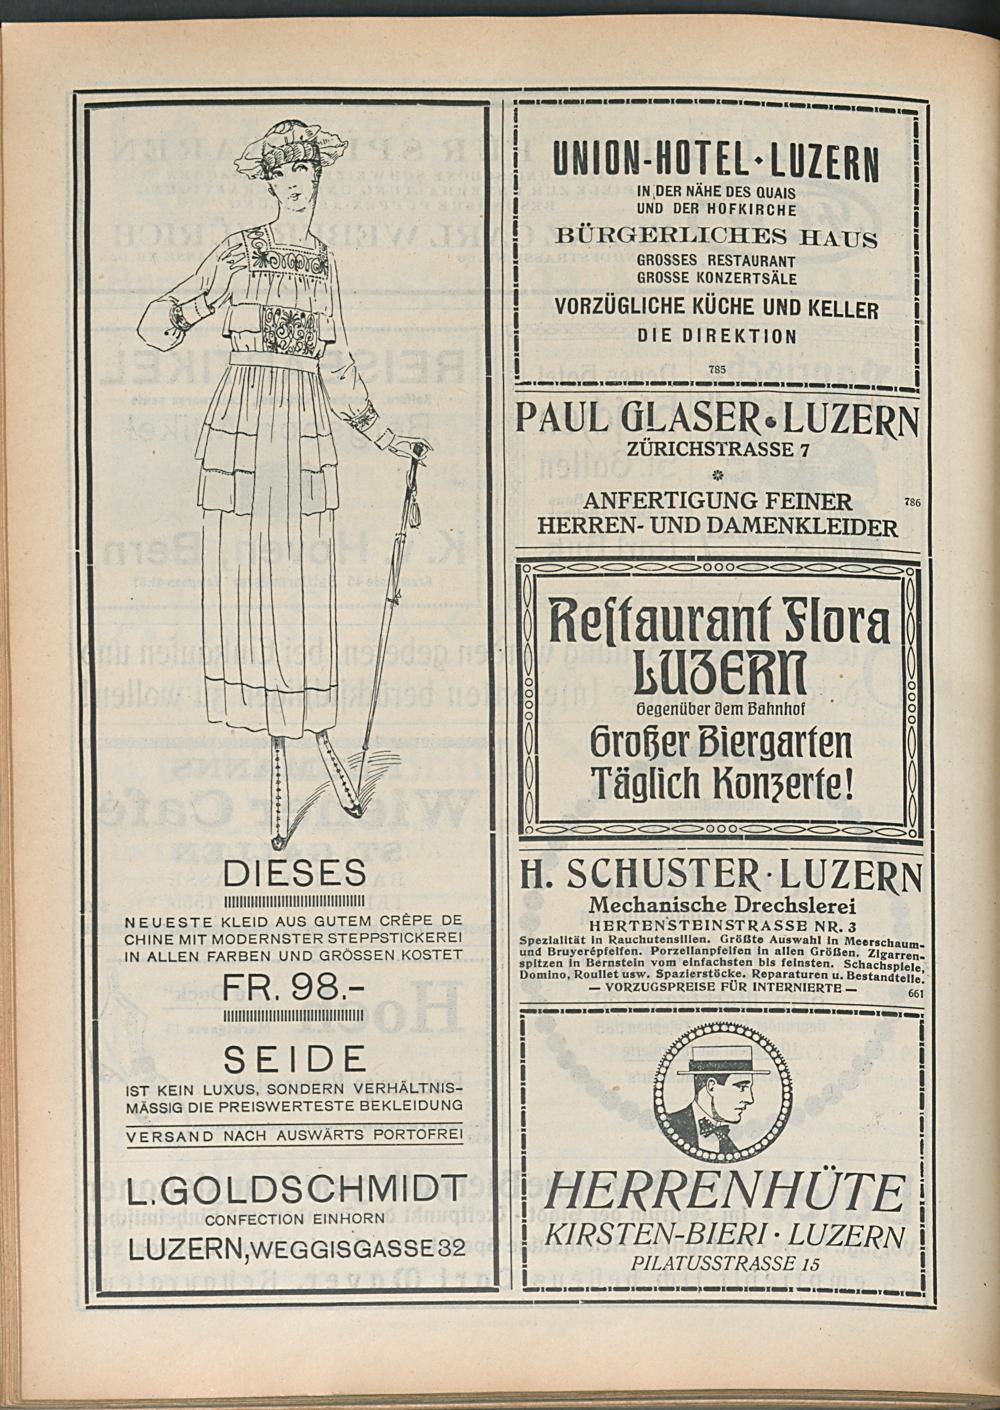 DIESES
NEUESTE KLEID AUS GUTEM CRÊPE DE
CHINE MIT MODERNSTER STEPPSTICKEREI
IN ALLEN FARBEN UND GRÖSSEN KOSTET
FR. 98.-
SEIDE
IST KEIN LUXUS, SONDERN VERHÄLTNIS-
MÄSSIG DIE PREISWERTESTE BEKLEIDUNG
VERSAND NACH AUSWÄRTS PORTOFREI
L. GOLDSCHMIDT
CONFECTION EINHORN
LUZERN, WEGGISGASSE 32
UNION-HOTEL · LUZERN
IN DER NÄHE DES QUAIS
UND DER HOFKIRCHE
BÜRGERLICHES HAUS
GROSSES RESTAURANT
GROSSE KONZERTSÄLE
VORZÜGLICHE KÜCHE UND KELLER
DIE DIREKTION
785
PAUL GLASER • LUZERN
ZÜRICHSTRASSE 7
ANFERTIGUNG FEINER
HERREN- UND DAMENKLEIDER
786
Reſtaurant Flora
LUZERN
Gegenüber dem Bahnhof
Großer Biergarten
Täglich Konzerte!
H. SCHUSTER · LUZERN
Mechanische Drechslerei
HERTENSTEINSTRASSE NR. 3
Spezialität in Rauchutensilien. Größte Auswahl in Meerschaum-
und Bruyerépfeifen. Porzellanpfeifen in allen Größen. Zigarren-
spitzen in Bernstein vom einfachsten bis feinsten. Schachspiele,
Domino, Roullet usw. Spazierstöcke. Reparaturen u. Bestandteile.
— VORZUGSPREISE FÜR INTERNIERTE —
661
HERRENHÜTE
KIRSTEN-BIERI · LUZERN
PILATUSSTRASSE 15